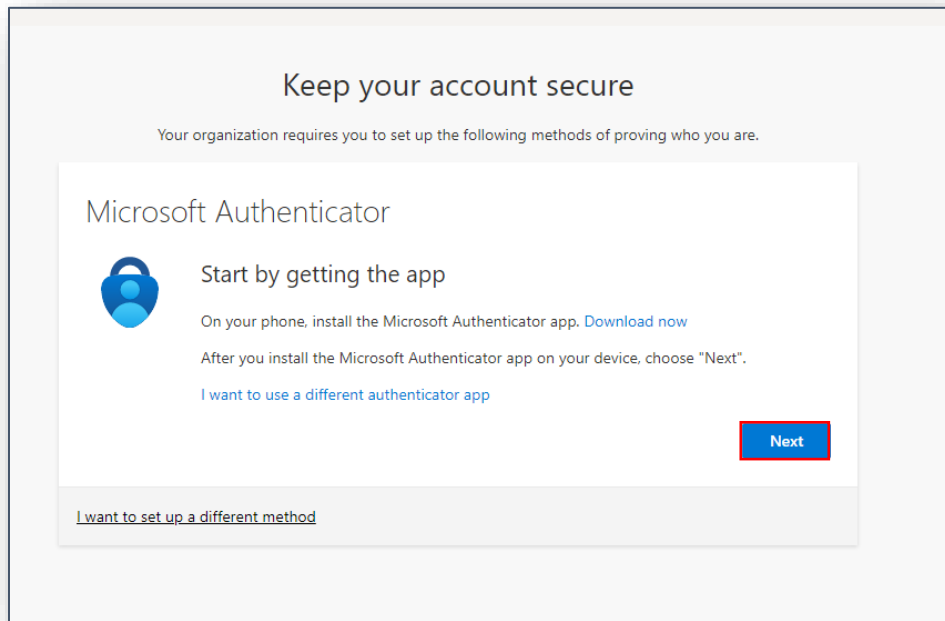 Keep your account secure
Your organization requires you to set up the following methods of proving who you are.
Microsoft Authenticator
Start by getting the app
On your phone, install the Microsoft Authenticator app. Download now
After you install the Microsoft Authenticator app on your device, choose "Next".
I want to use a different authenticator app
Next
I want to set up a different method